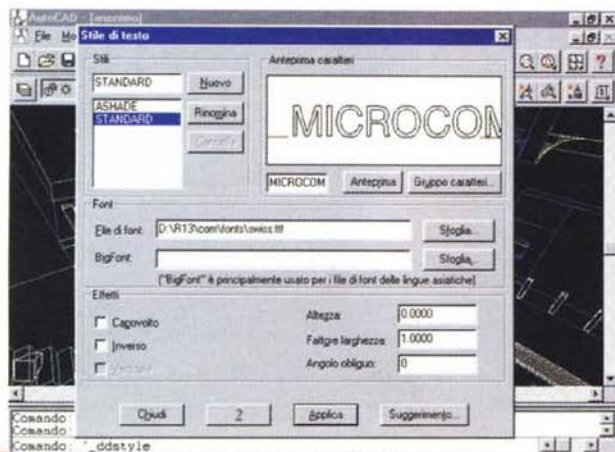 AutoCAD - [anonimo]
File Mo
Stile di testo
Stili
STANDARD
Nuovo
ASHADE
STANDARD
Rinomina
Cancella
Anteprima caratteri
MICROCOM
MICROCOM
Anteprima
Gruppo caratteri...
Font
File di font:
D:\R13\com\fonts\swiss.ttf
Sfoglia...
BigFont:
Sfoglia...
("BigFont" è principalmente usato per i file di font delle lingue asiatiche)
Effetti
Capovolto
Inverso
Verticale
Altezza:
0.0000
Fattore larghezza:
1.0000
Angolo obliquo:
0
Chiudi
?
Applica
Suggerimento...
Comando:
Comando:
Comando: '_ddstyle